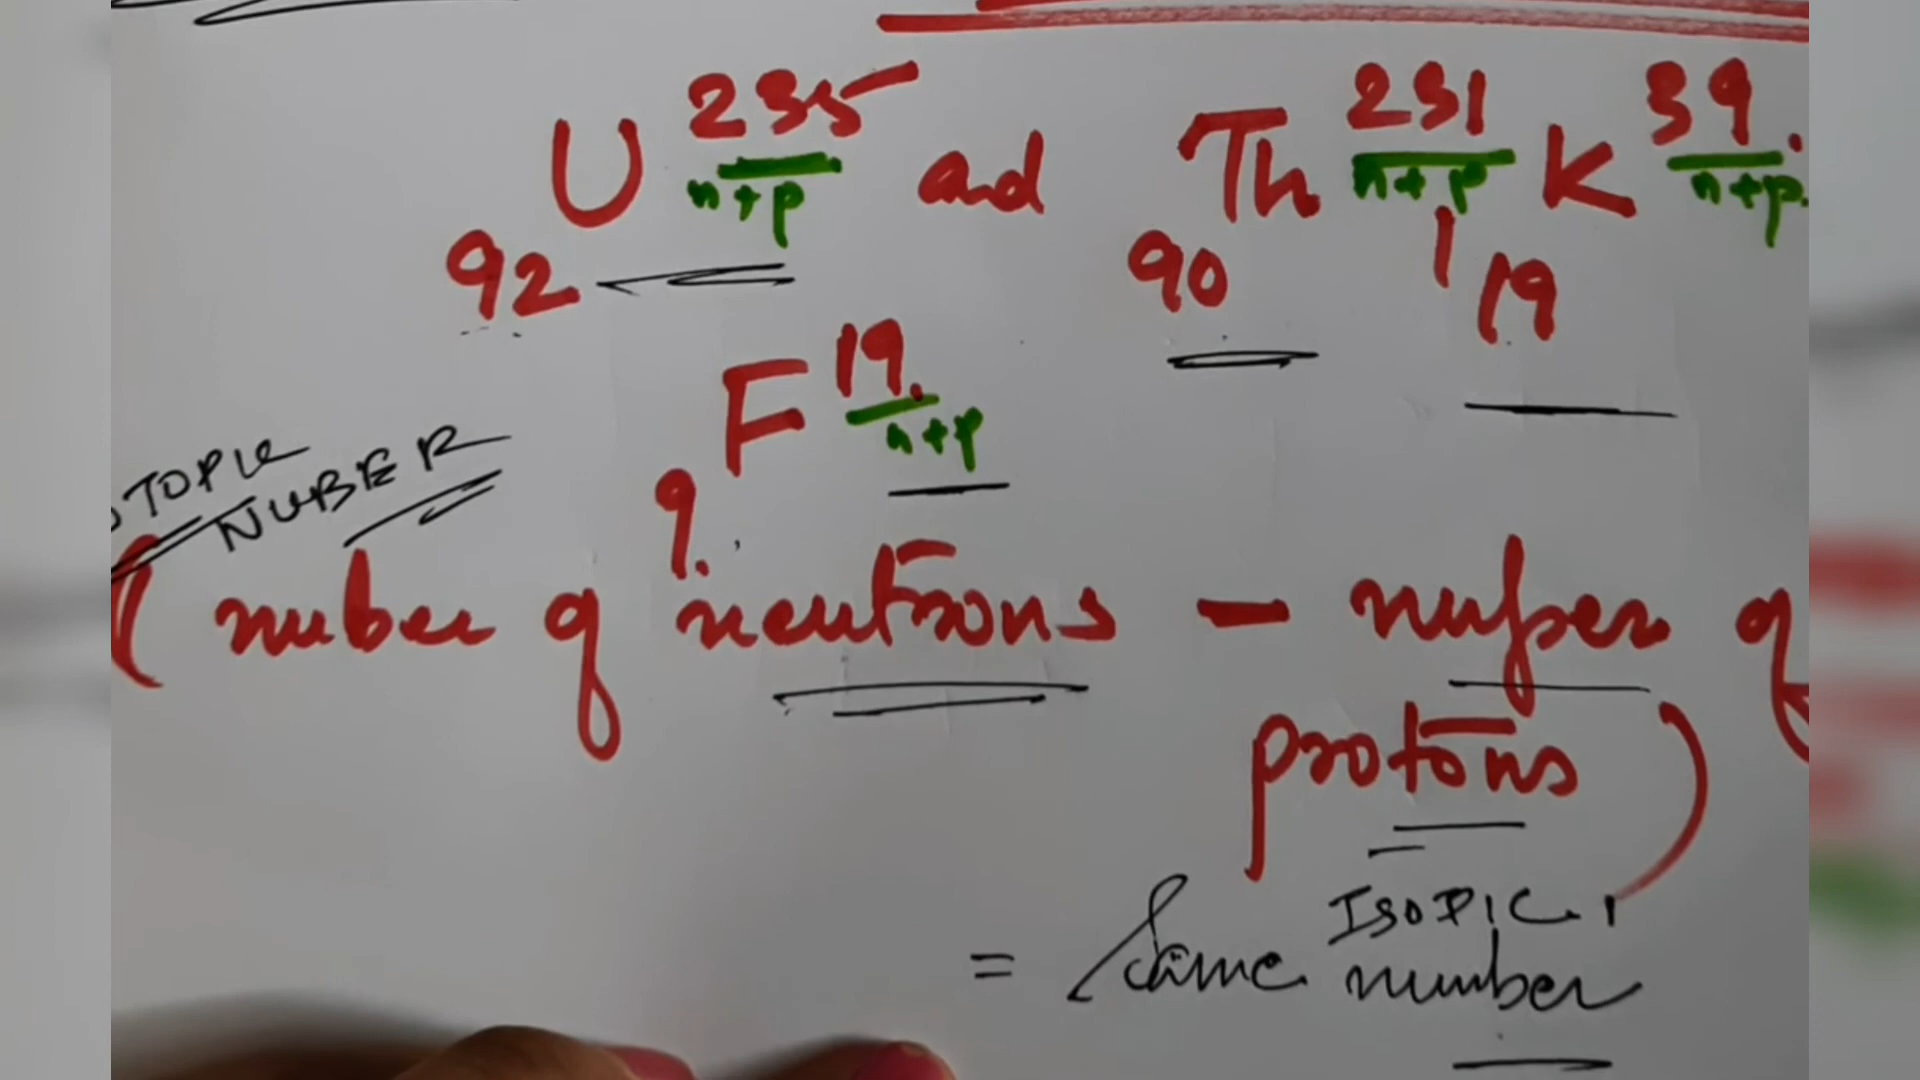 U 235 and Th 231, K 39.
n+p n+p n+p.
92 90 19
F 19.
n+p
9.
TOPIC
NUBER
( nuber of neutrons - nuber of
protons )
ISOPIC
= Same number